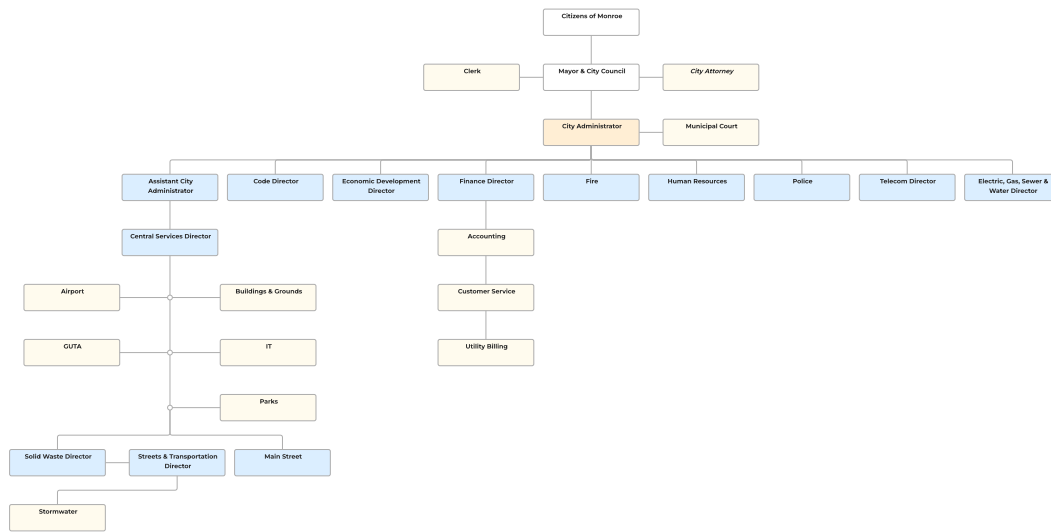 Citizens of Monroe
Clerk
Mayor & City Council
City Attorney
City Administrator
Municipal Court
Assistant City
Administrator
Code Director
Economic Development
Director
Finance Director
Fire
Human Resources
Police
Telecom Director
Electric, Gas, Sewer &
Water Director
Central Services Director
Accounting
Airport
Buildings & Grounds
Customer Service
GUTA
IT
Utility Billing
Parks
Solid Waste Director
Streets & Transportation
Director
Main Street
Stormwater